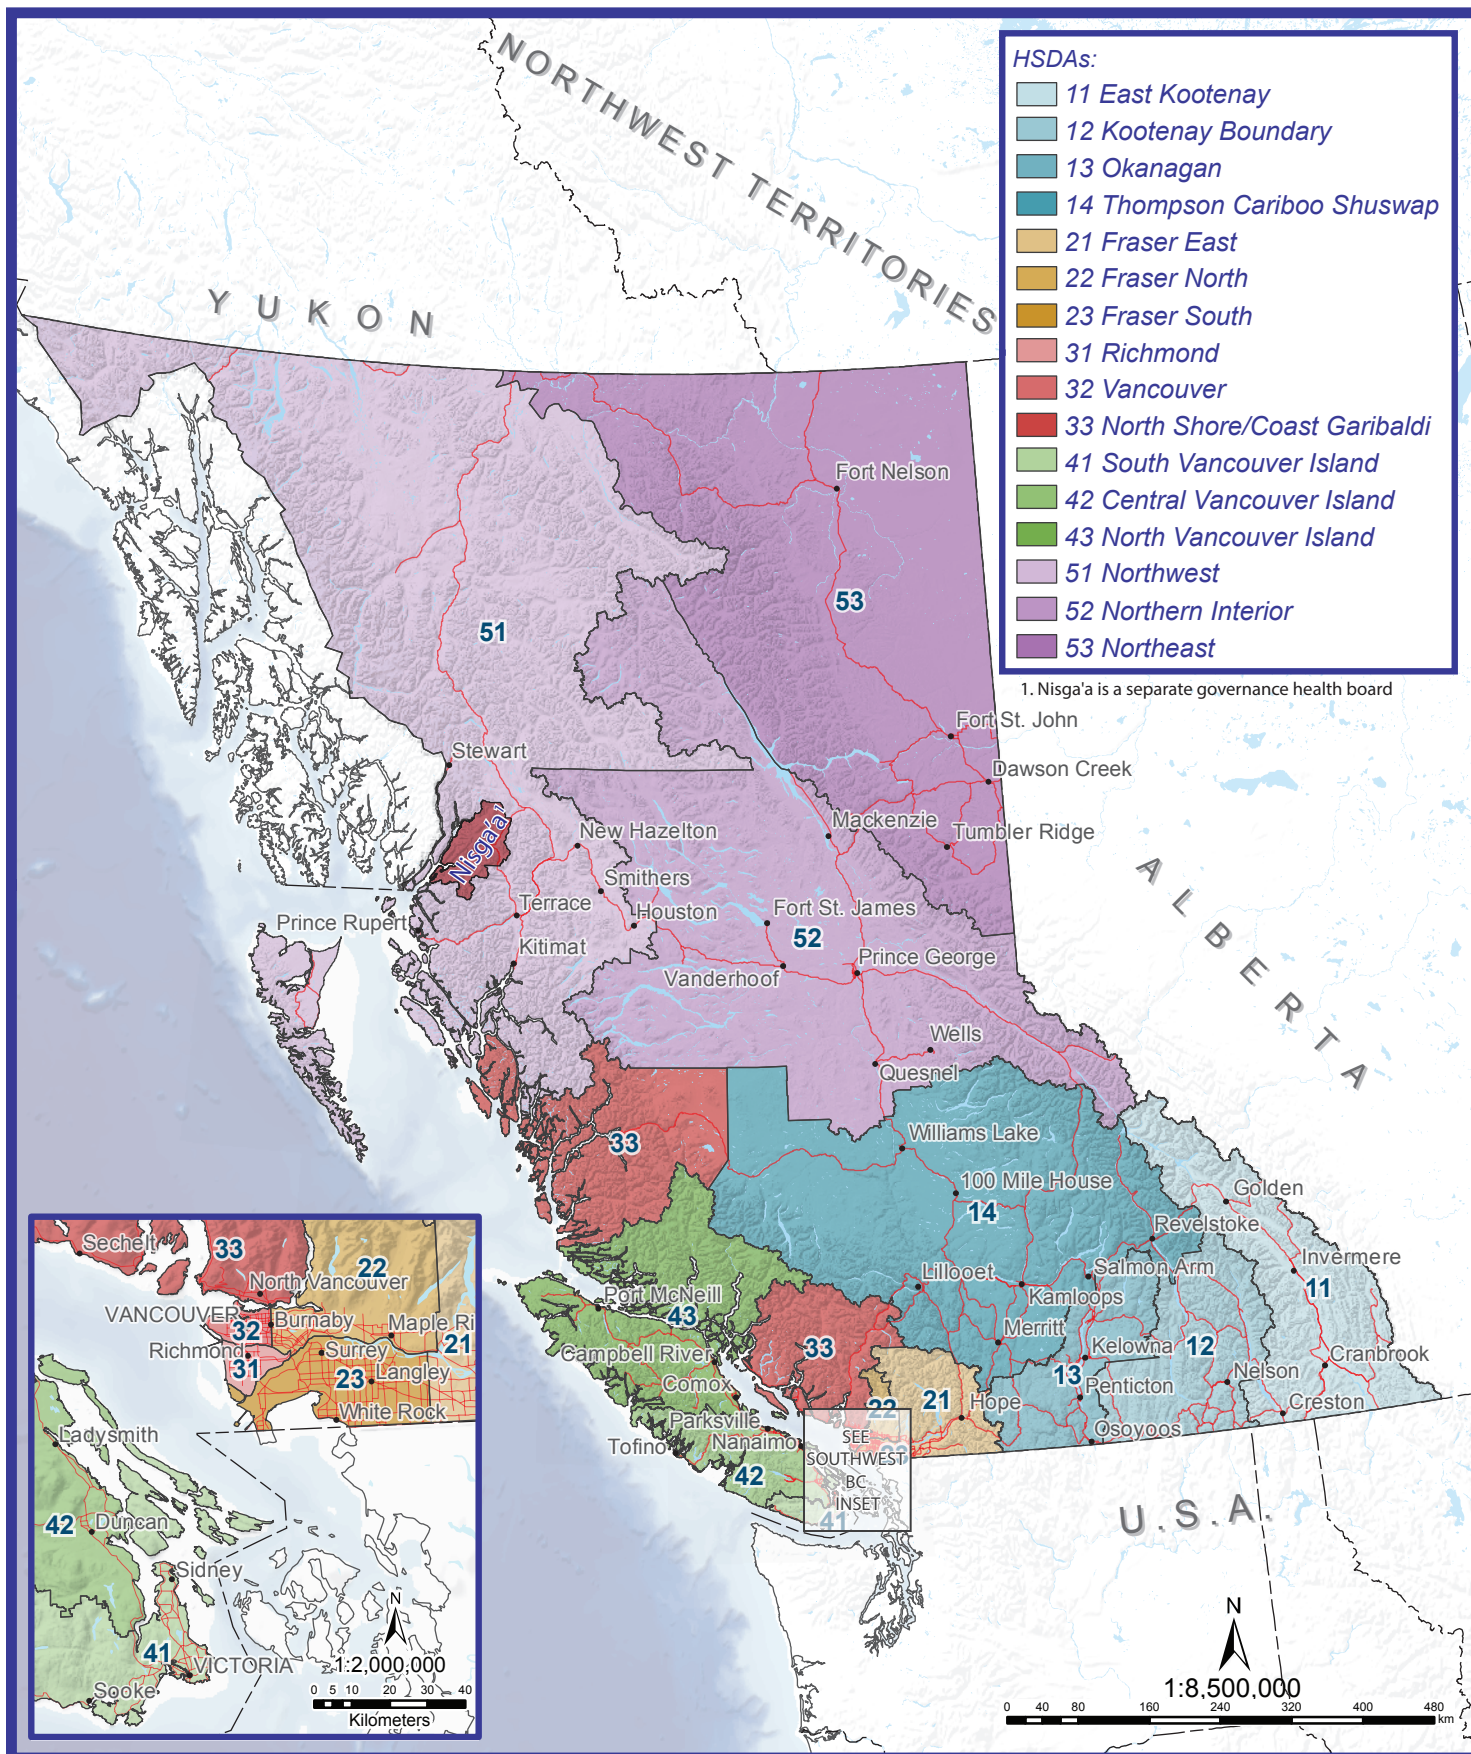 HSDAs:
11 East Kootenay
12 Kootenay Boundary
13 Okanagan
14 Thompson Cariboo Shuswap
21 Fraser East
22 Fraser North
23 Fraser South
31 Richmond
32 Vancouver
33 North Shore/Coast Garibaldi
41 South Vancouver Island
42 Central Vancouver Island
43 North Vancouver Island
51 Northwest
52 Northern Interior
53 Northeast
1. Nisga'a is a separate governance health board
NORTHWEST TERRITORIES
YUKON
ALBERTA
U.S.A.
Fort Nelson
53
51
Fort St. John
Stewart
Dawson Creek
Mackenzie
Tumbler Ridge
New Hazelton
Nisga'a¹
Smithers
Terrace
Houston
Fort St. James
Prince Rupert
52
Kitimat
Vanderhoof
Prince George
Wells
Quesnel
33
Williams Lake
100 Mile House
14
Golden
Revelstoke
Invermere
11
Lillooet
Salmon Arm
Kamloops
Port McNeill
43
Merritt
33
Campbell River
Kelowna
12
Cranbrook
13
Comox
Penticton
Nelson
21
22
Hope
Creston
Parksville
Osoyoos
Tofino
Nanaimo
42
SEE
SOUTHWEST
BC
INSET
23
41
Sechelt
33
22
North Vancouver
VANCOUVER
32
Burnaby
Maple Ri
21
Richmond
31
Surrey
23
Langley
White Rock
Ladysmith
42
Duncan
Sidney
41
VICTORIA
Sooke
N
1:2,000,000
0 5 10 20 30 40
Kilometers
N
1:8,500,000
0 40 80 160 240 320 400 480
km